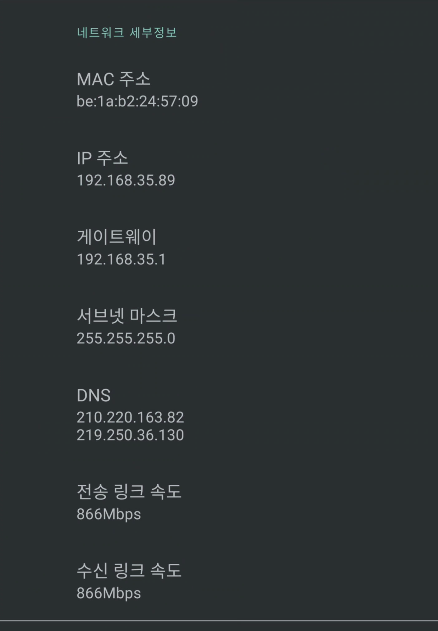 네트워크 세부정보
MAC 주소
be:1a:b2:24:57:09
IP 주소
192.168.35.89
게이트웨이
192.168.35.1
서브넷 마스크
255.255.255.0
DNS
210.220.163.82
219.250.36.130
전송 링크 속도
866Mbps
수신 링크 속도
866Mbps